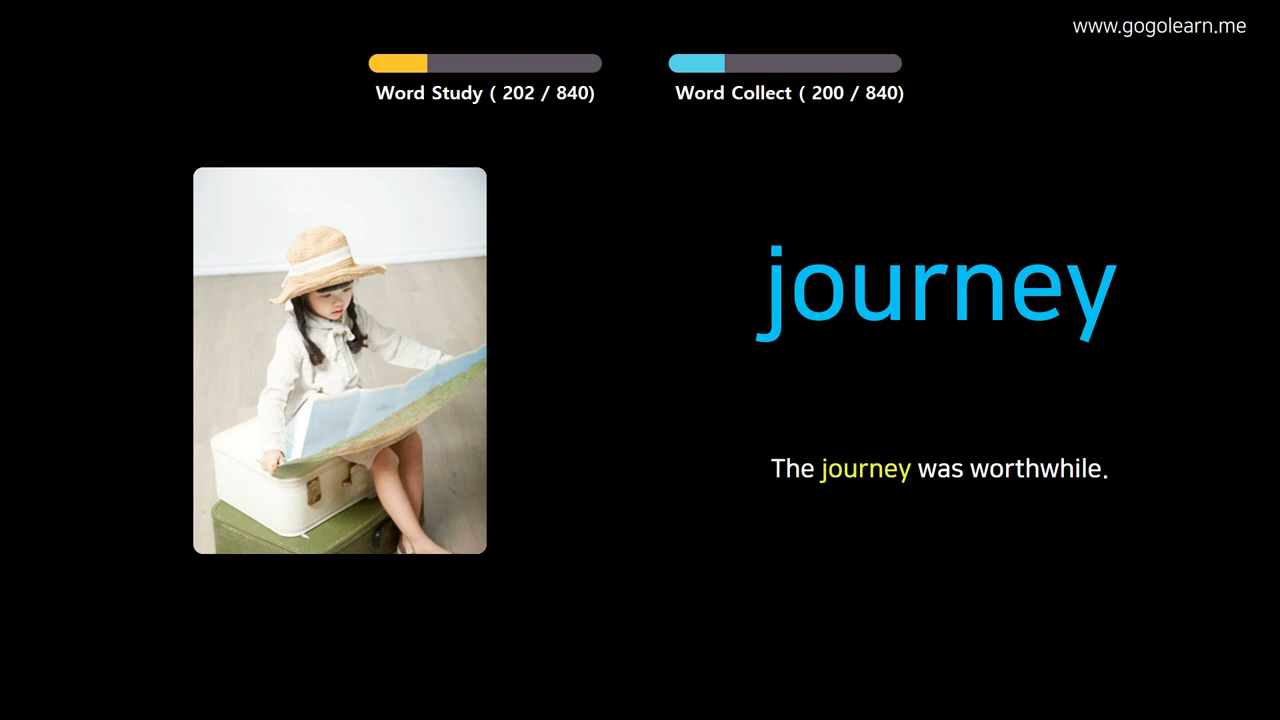 www.gogolearn.me
Word Study ( 202 / 840)
Word Collect ( 200 / 840)
journey
The journey was worthwhile.